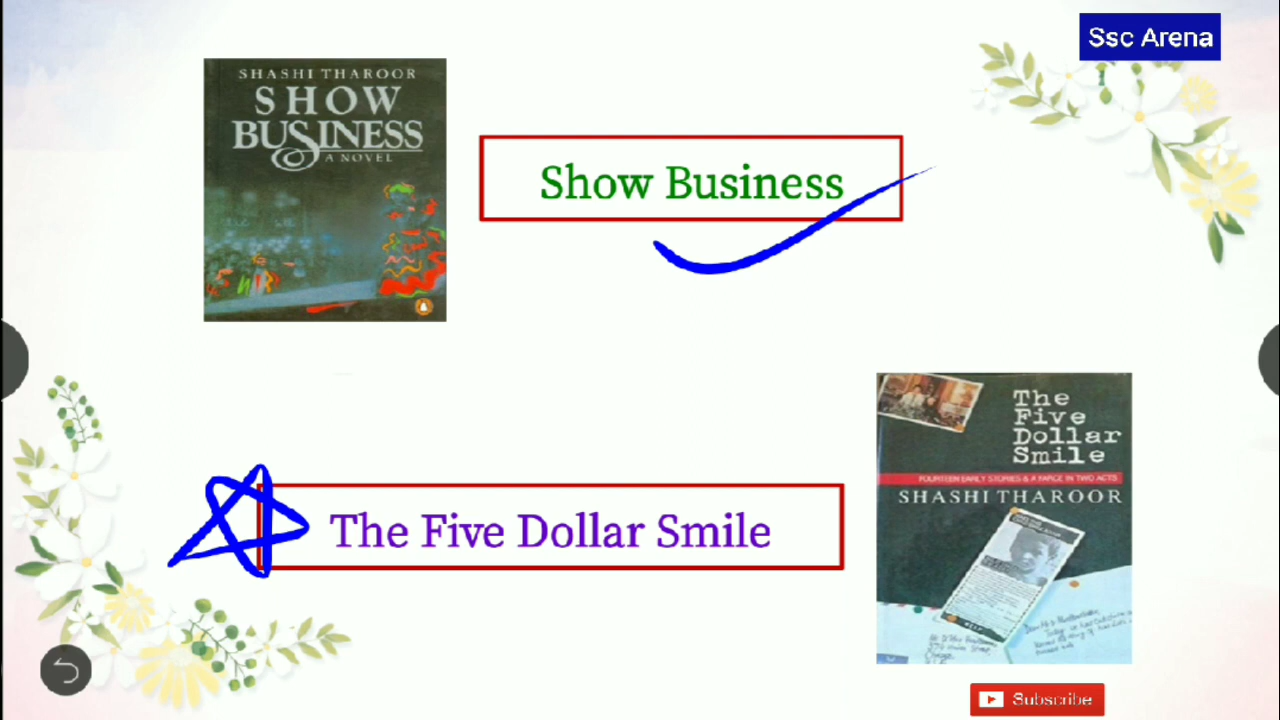 Ssc Arena
SHASHI THAROOR
SHOW
BUSINESS
A NOVEL
Show Business
The
Five
Dollar
Smile
FOURTEEN EARLY STORIES & A FARCE IN TWO ACTS
SHASHI THAROOR
The Five Dollar Smile
Subscribe